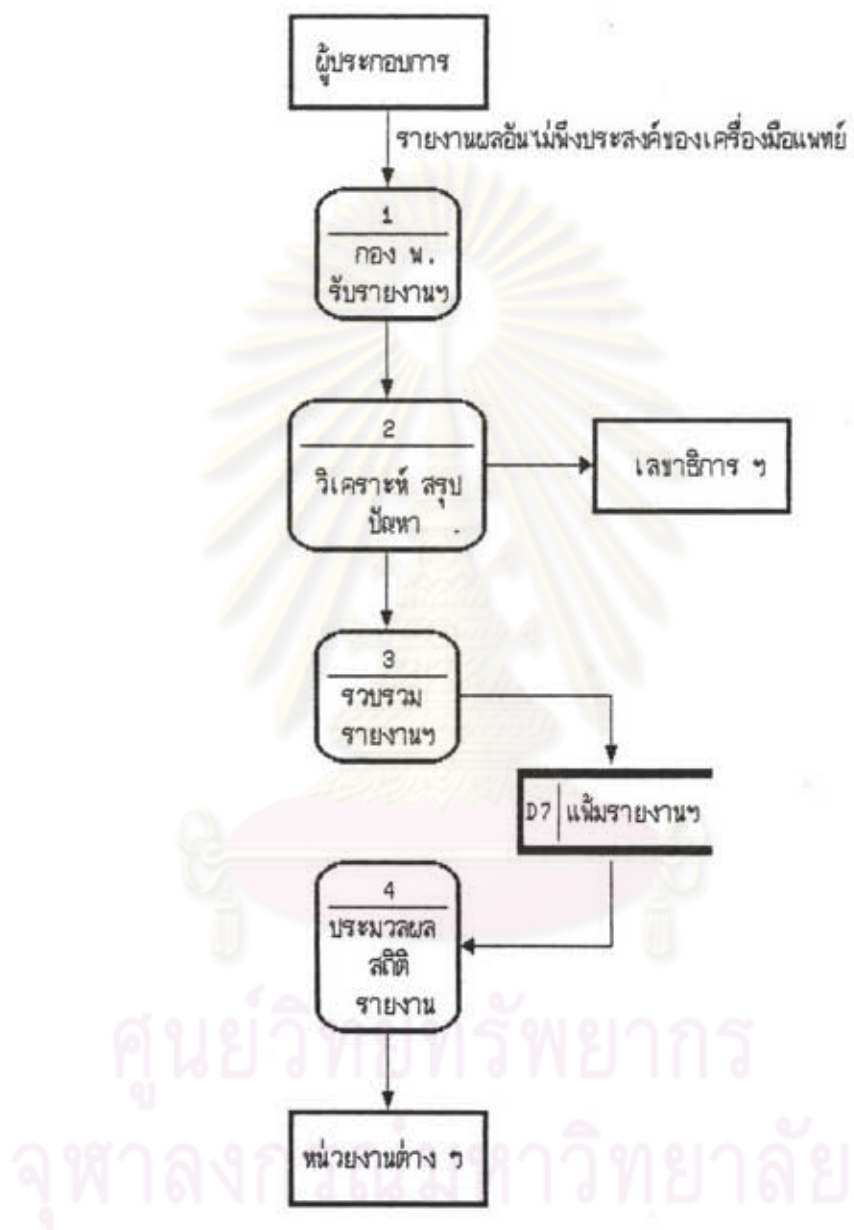 ผู้ประกอบการ
รายงานผลอันไม่พึงประสงค์ของเครื่องมือแพทย์
1
กอง พ.
รับรายงานฯ
2
วิเคราะห์ สรุป
ปัญหา
เลขาธิการ ฯ
3
รวบรวม
รายงานฯ
D7 แฟ้มรายงานฯ
4
ประมวลผล
สถิติ
รายงาน
หน่วยงานต่าง ๆ
ศูนย์วิทยทรัพยากร
จุฬาลงกรณ์มหาวิทยาลัย